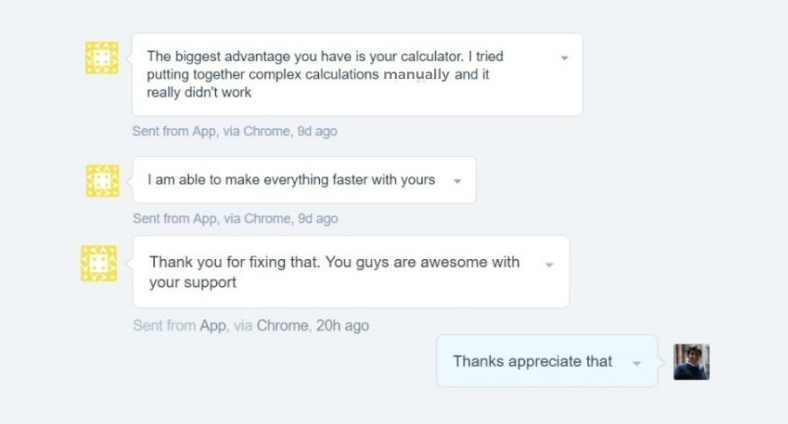 The biggest advantage you have is your calculator. I tried
putting together complex calculations manually and it
really didn't work
Sent from App, via Chrome, 9d ago
I am able to make everything faster with yours
Sent from App, via Chrome, 9d ago
Thank you for fixing that. You guys are awesome with
your support
Sent from App, via Chrome, 20h ago
Thanks appreciate that